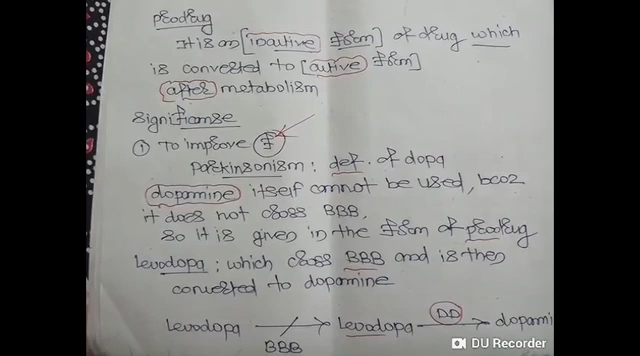 Prodrug
It is an [inactive form] of drug which
is converted to [active form]
after metabolism
Significanse
① To improve F
Parkinsonism: def. of dopa
dopamine itself cannot be used, bcoz
it does not cross BBB,
so it is given in the form of prodrug
Levodopa; which cross BBB and is then
converted to dopamine
Levodopa → Levodopa DD → dopami
BBB
DU Recorder